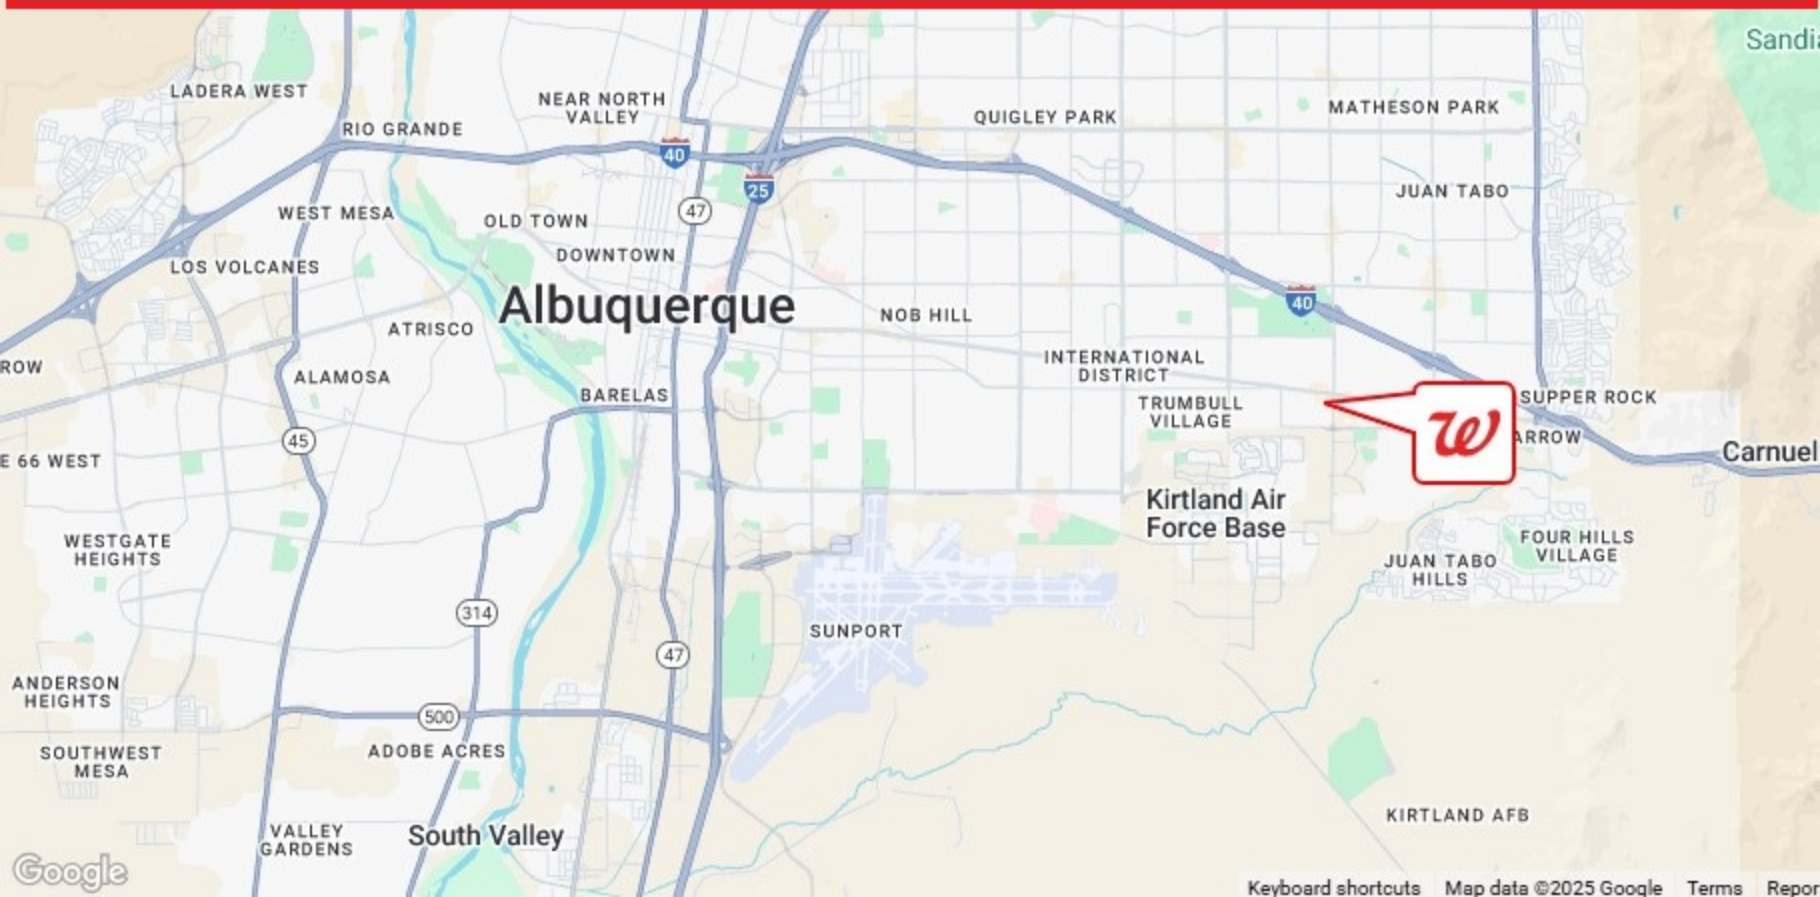 Sandia
LADERA WEST
NEAR NORTH
VALLEY
QUIGLEY PARK
MATHESON PARK
RIO GRANDE
40
25
JUAN TABO
47
WEST MESA
OLD TOWN
DOWNTOWN
LOS VOLCANES
Albuquerque
40
NOB HILL
ATRISCO
INTERNATIONAL
DISTRICT
ROW
ALAMOSA
BARELAS
TRUMBULL
VILLAGE
SUPPER ROCK
W
ARROW
45
Carnuel
E 66 WEST
Kirtland Air
Force Base
WESTGATE
HEIGHTS
FOUR HILLS
VILLAGE
JUAN TABO
HILLS
314
SUNPORT
47
ANDERSON
HEIGHTS
500
SOUTHWEST
MESA
ADOBE ACRES
KIRTLAND AFB
VALLEY
GARDENS
South Valley
Google
Keyboard shortcuts Map data ©2025 Google Terms Repor